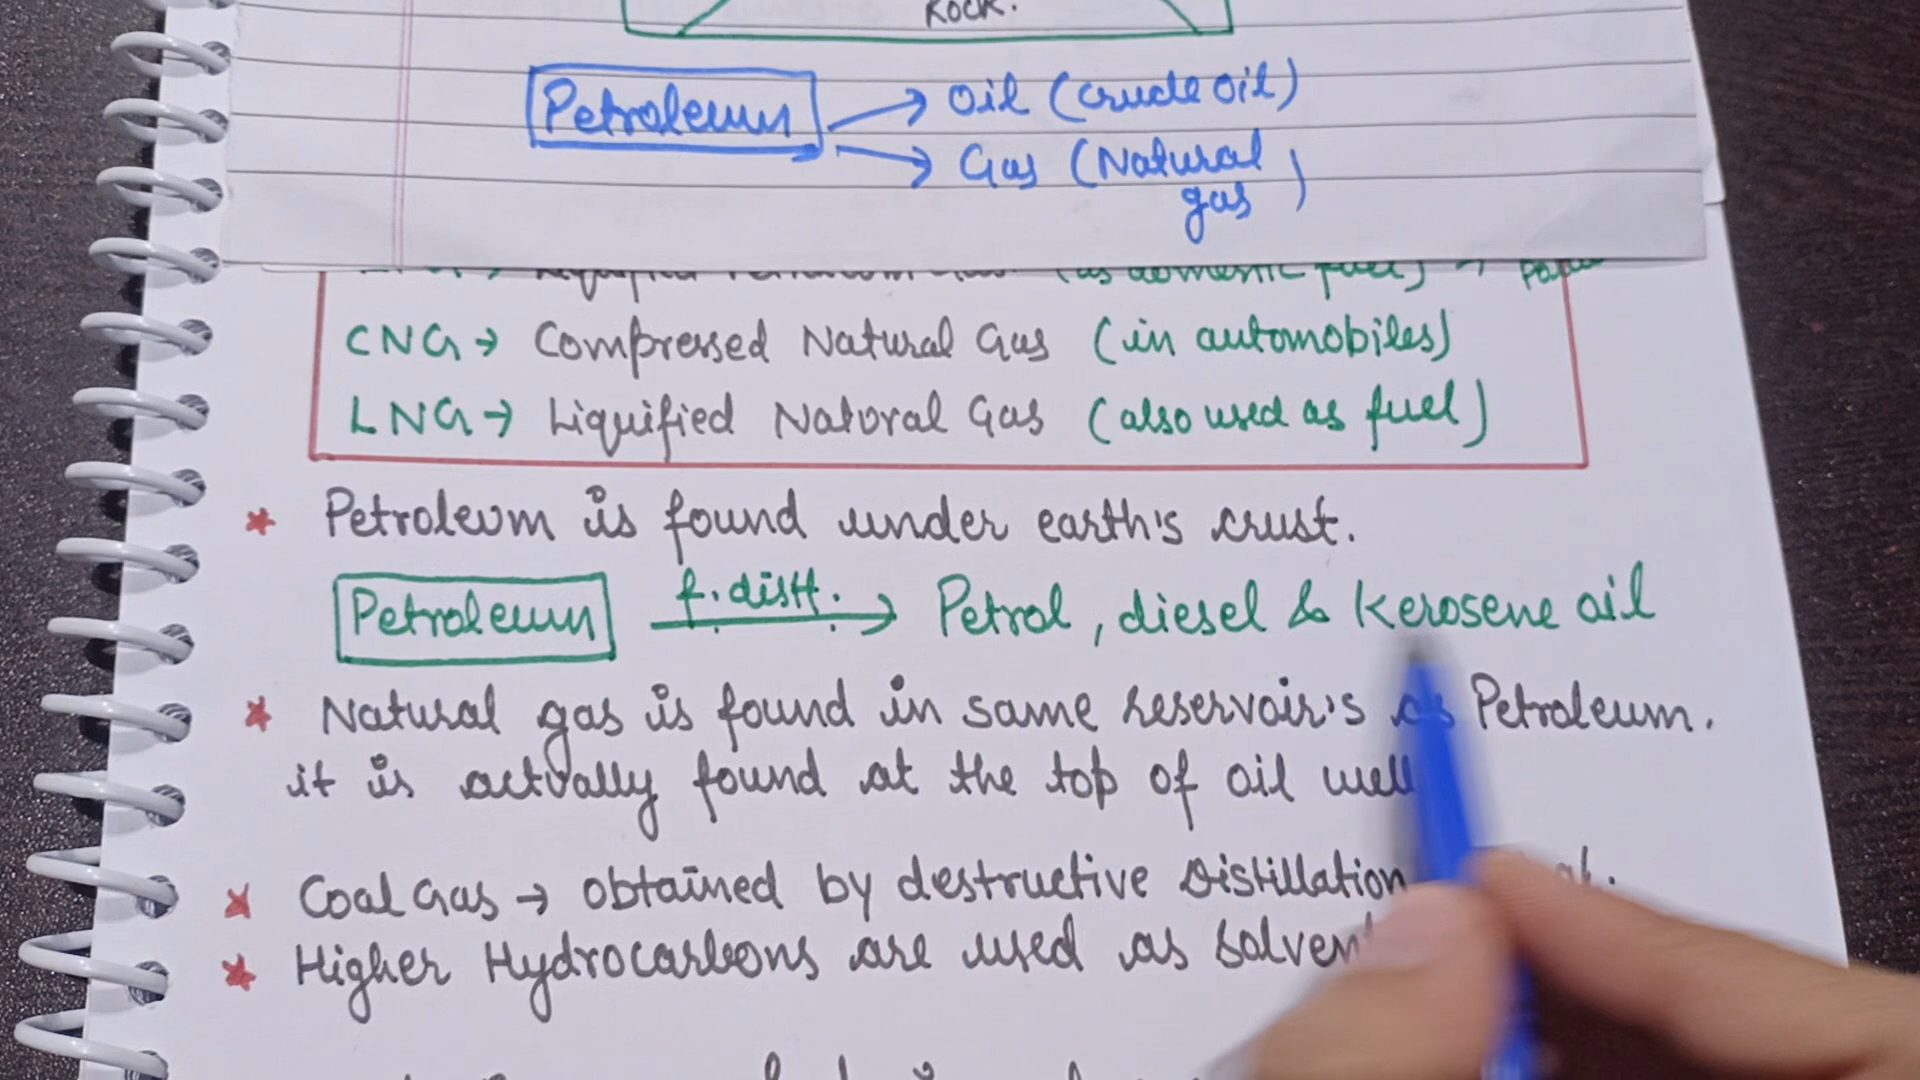 Rock.
Petroleum → Oil (crude oil)
→ Gas (Natural gas)
CNG → Compressed Natural Gas (in automobiles)
LNG → Liquified Natural Gas (also used as fuel)
* Petroleum is found under earth's crust.
Petroleum f. distt. → Petrol, diesel & Kerosene oil
* Natural gas is found in same reservoir's as Petroleum.
it is actually found at the top of oil well
* Coal Gas → obtained by destructive Distillation
* Higher Hydrocarbons are used as Solvent